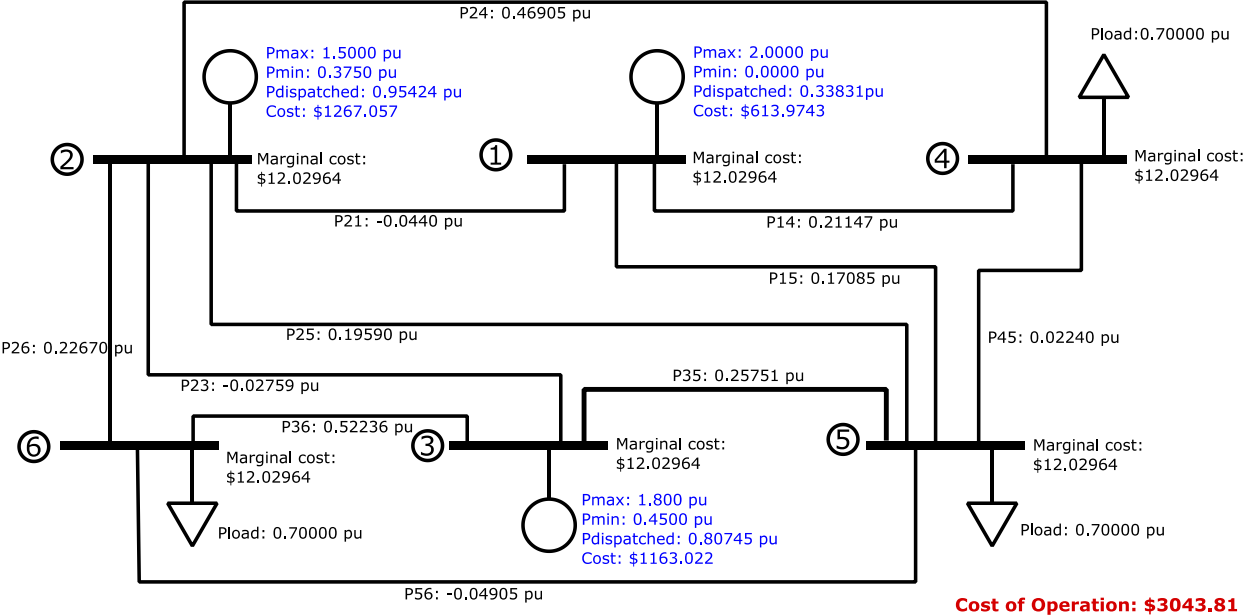 P24: 0.46905 pu
Pload:0.70000 pu
Pmax: 1.5000 pu
Pmin: 0.3750 pu
Pdispatched: 0.95424 pu
Cost: $1267.057
Pmax: 2.0000 pu
Pmin: 0.0000 pu
Pdispatched: 0.33831pu
Cost: $613.9743
2
Marginal cost:
$12.02964
1
Marginal cost:
$12.02964
4
Marginal cost:
$12.02964
P21: -0.0440 pu
P14: 0.21147 pu
P15: 0.17085 pu
P25: 0.19590 pu
P45: 0.02240 pu
P26: 0.22670 pu
P23: -0.02759 pu
P35: 0.25751 pu
P36: 0.52236 pu
6
Marginal cost:
$12.02964
3
Marginal cost:
$12.02964
5
Marginal cost:
$12.02964
Pload: 0.70000 pu
Pmax: 1.800 pu
Pmin: 0.4500 pu
Pdispatched: 0.80745 pu
Cost: $1163.022
Pload: 0.70000 pu
P56: -0.04905 pu
Cost of Operation: $3043.81